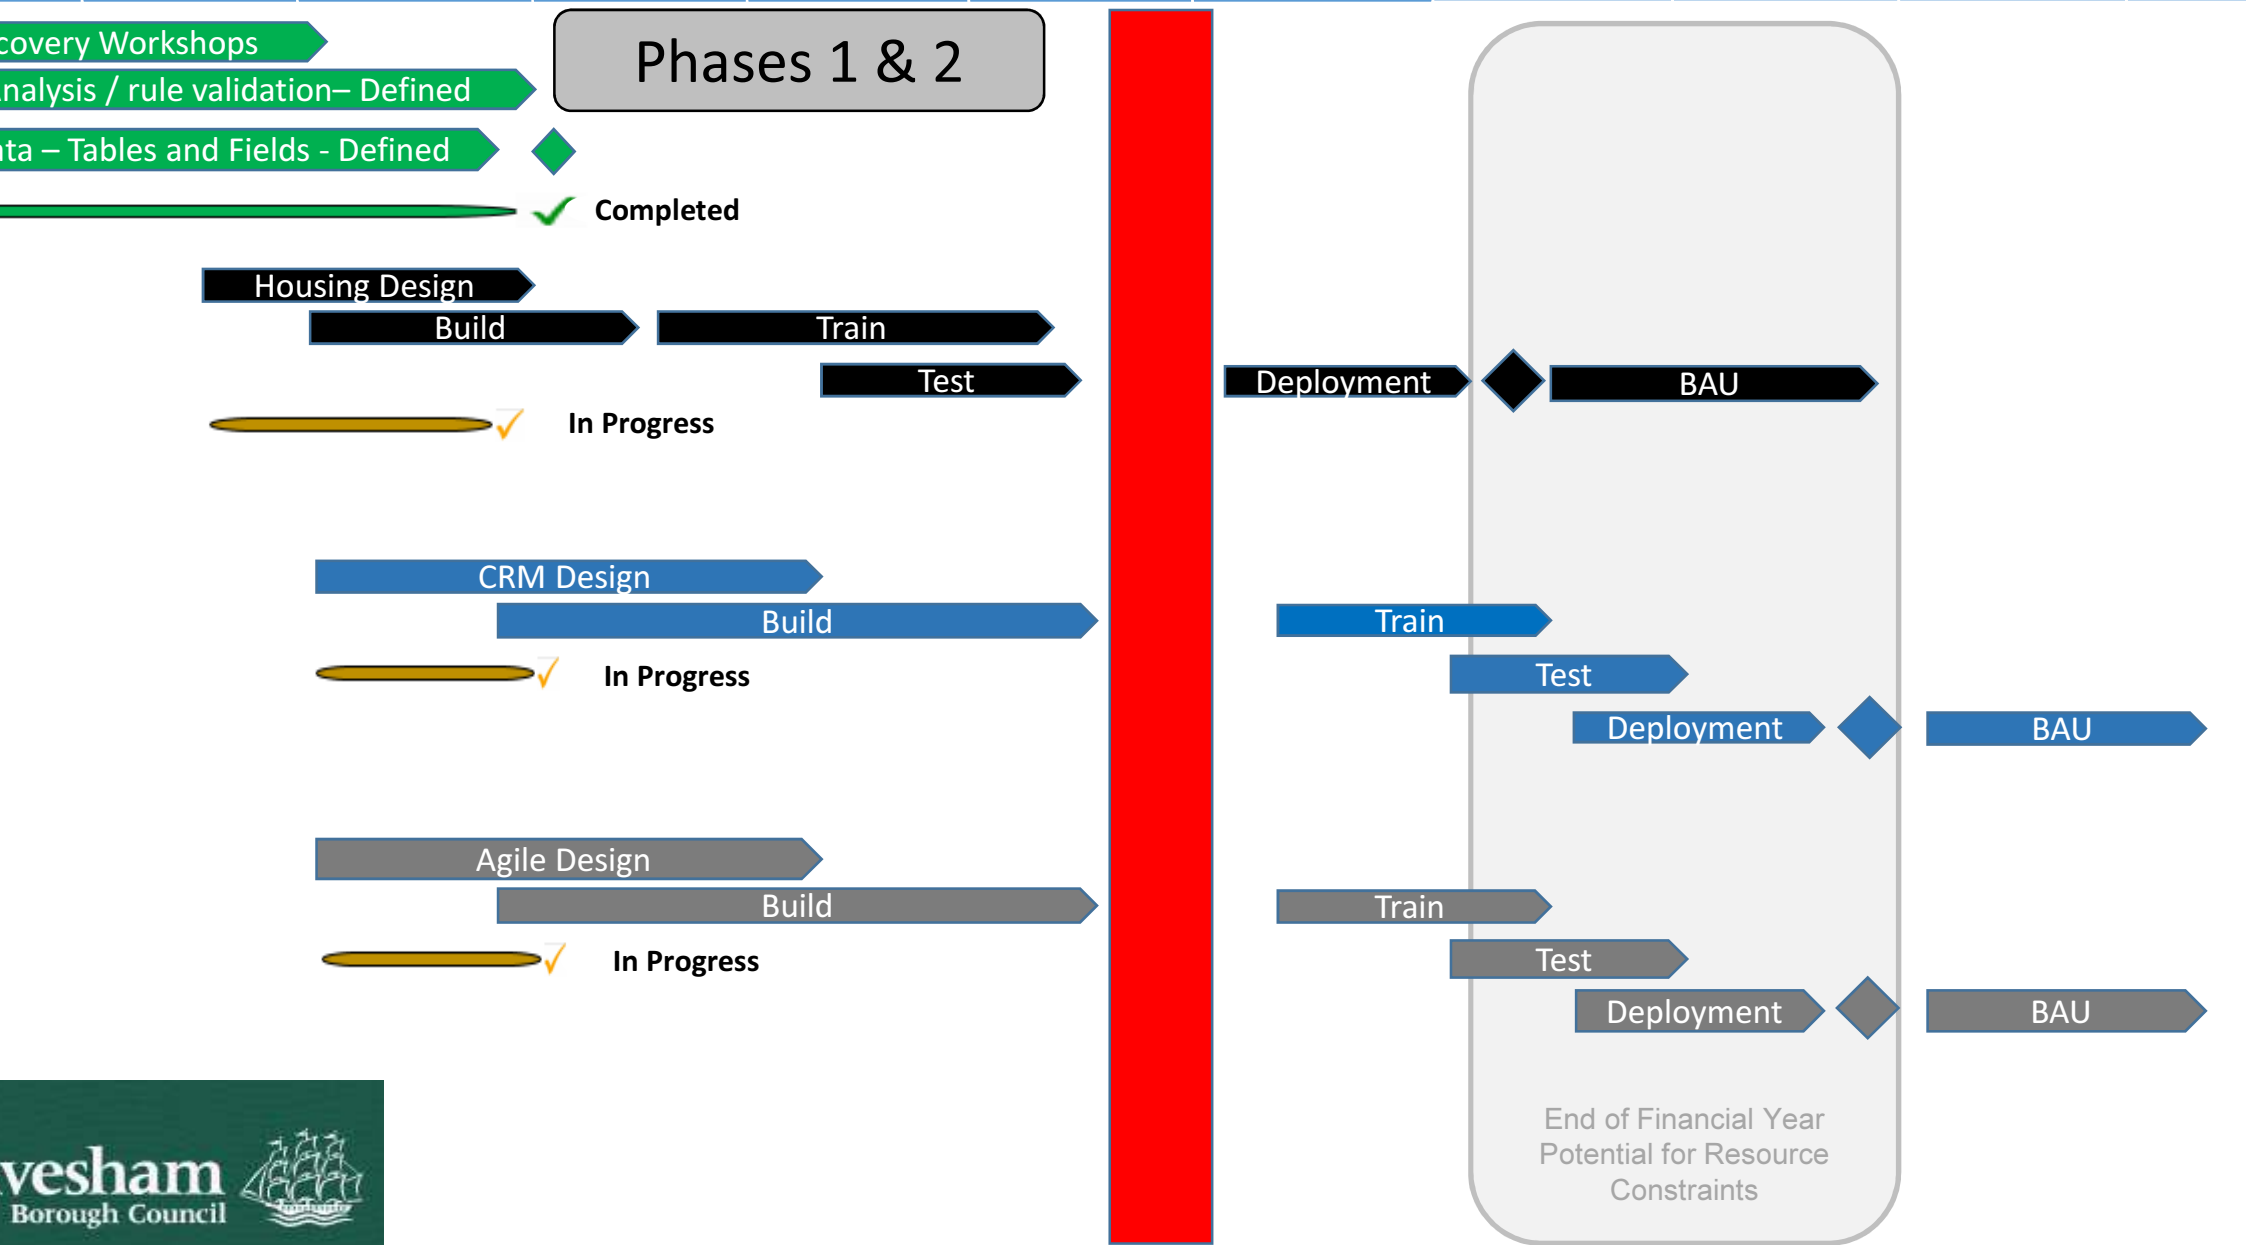 covery Workshops
Phases 1 & 2
nalysis / rule validation– Defined
ta – Tables and Fields - Defined
Completed
Housing Design
Build
Train
Test
Deployment
BAU
In Progress
CRM Design
Build
Train
In Progress
Test
Deployment
BAU
Agile Design
Build
Train
In Progress
Test
Deployment
BAU
End of Financial Year
Potential for Resource
Constraints
vesham
Borough Council